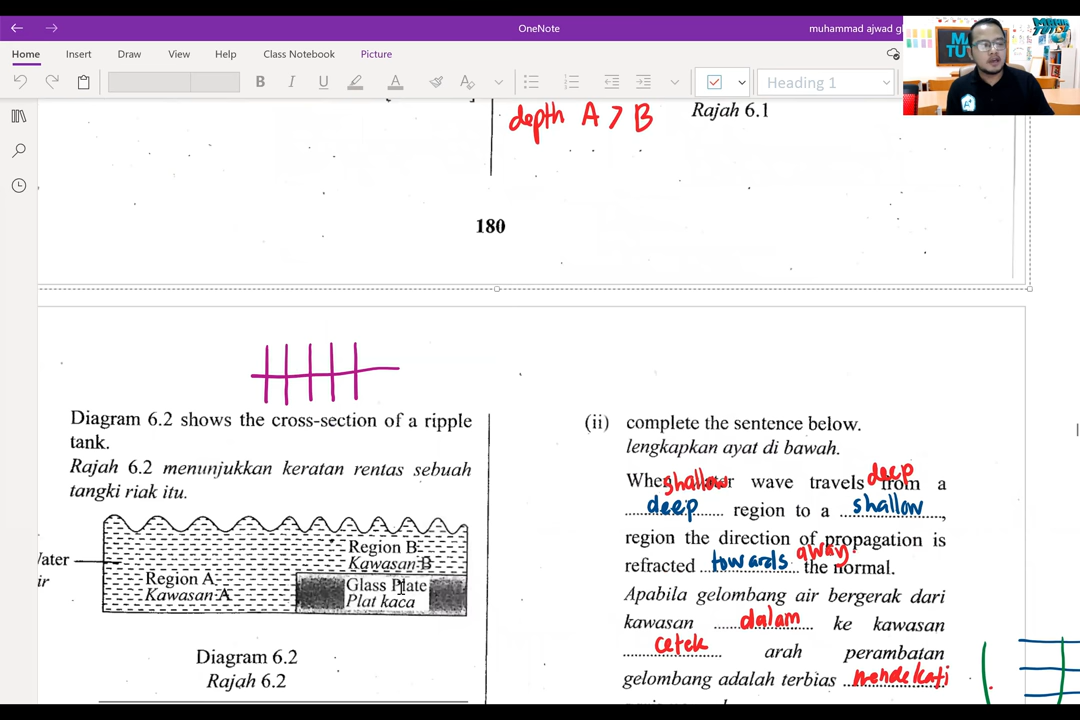 OneNote
muhammad ajwad g
Home Insert Draw View Help Class Notebook Picture
Heading 1
depth A > B
Rajah 6.1
180
Diagram 6.2 shows the cross-section of a ripple
tank.
Rajah 6.2 menunjukkan keratan rentas sebuah
tangki riak itu.
Region B
Kawasan B
Region A
Kawasan A
Glass Plate
Plat kaca
Diagram 6.2
Rajah 6.2
(ii) complete the sentence below.
lengkapkan ayat di bawah.
shallow deep
When wave travels from a
deep region to a shallow,
region the direction of propagation is
away
refracted towards the normal.
Apabila gelombang air bergerak dari
kawasan dalam ke kawasan
cetek arah perambatan
gelombang adalah terbias mendekati